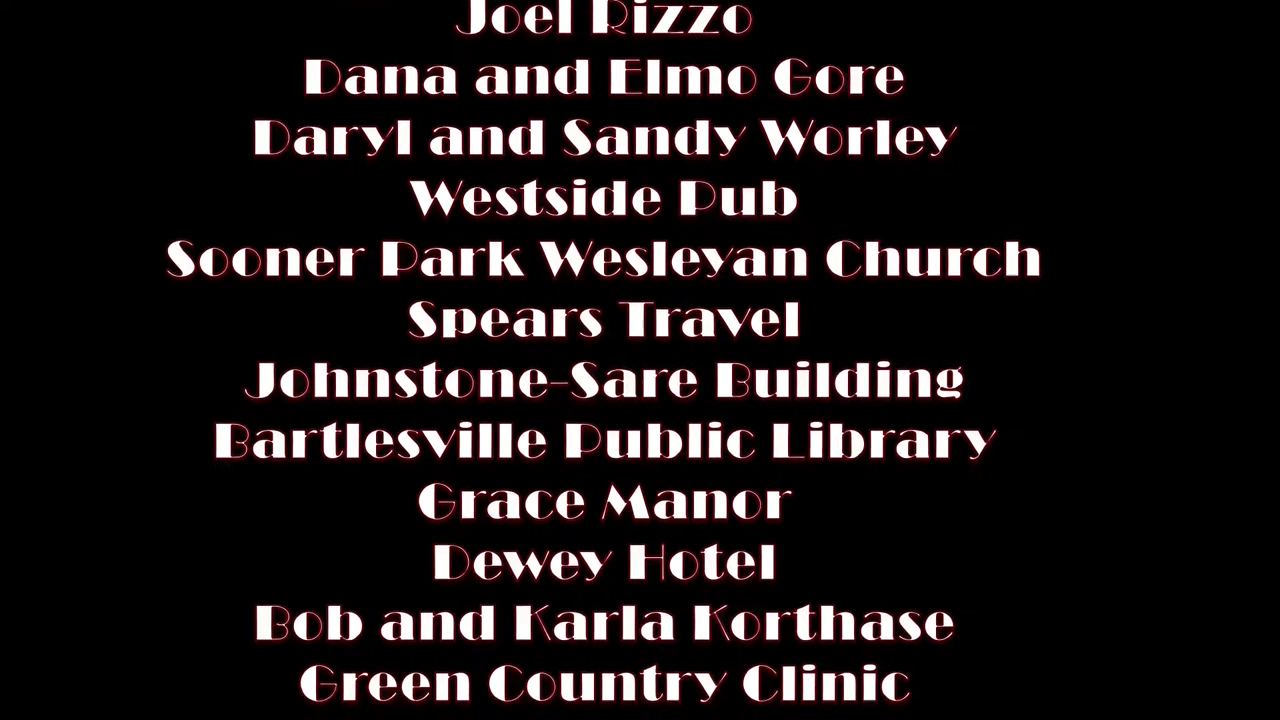 Joel Rizzo
Dana and Elmo Gore
Daryl and Sandy Worley
Westside Pub
Sooner Park Wesleyan Church
Spears Travel
Johnstone-Sare Building
Bartlesville Public Library
Grace Manor
Dewey Hotel
Bob and Karla Korthase
Green Country Clinic